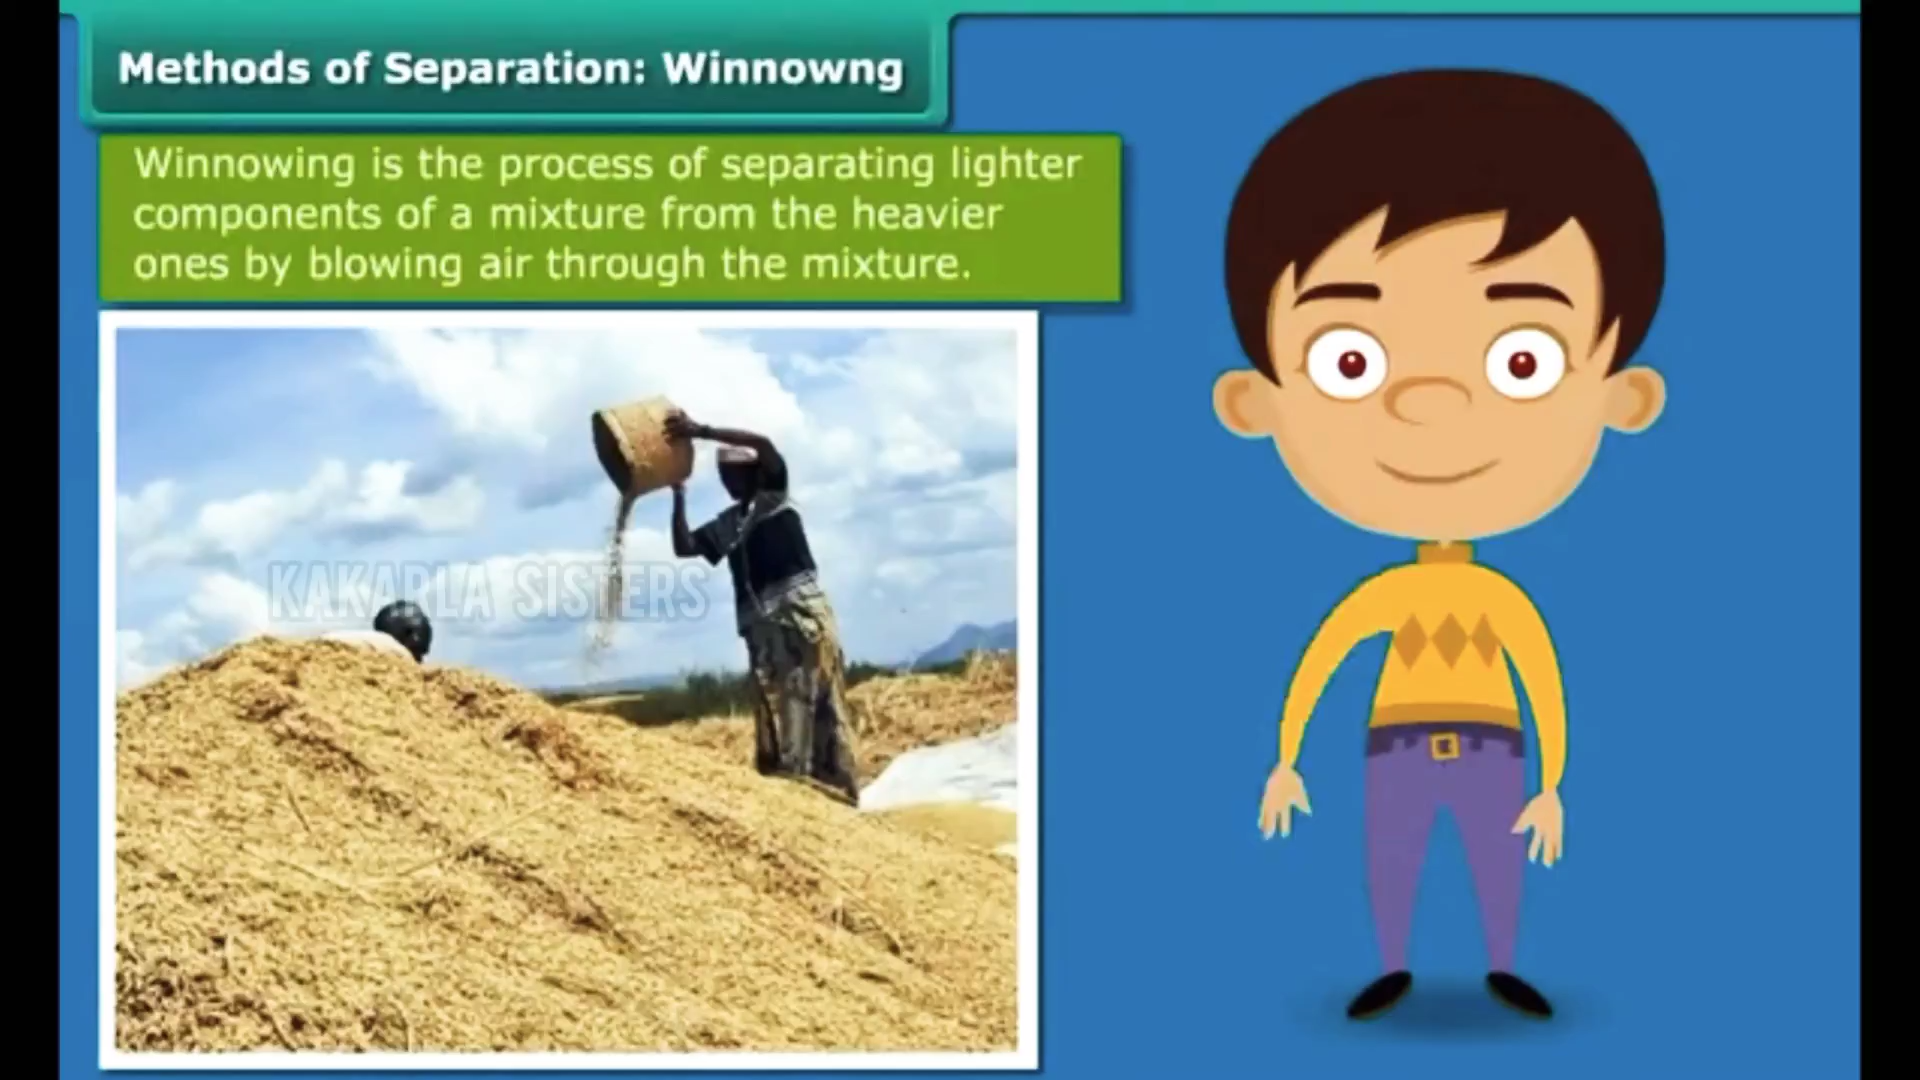 Methods of Separation: Winnowng
Winnowing is the process of separating lighter
components of a mixture from the heavier
ones by blowing air through the mixture.
KAKARLA SISTERS